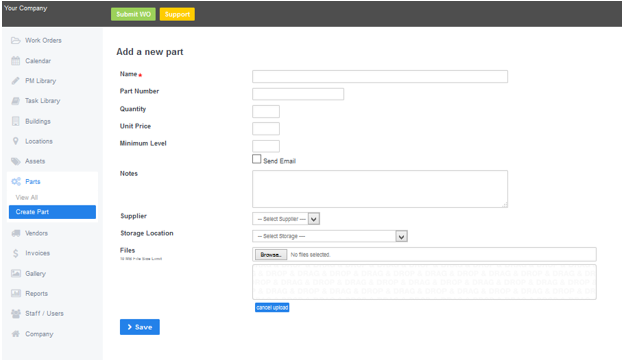 Your Company
Submit WO
Support
Work Orders
Calendar
PM Library
Task Library
Buildings
Locations
Assets
Parts
View All
Create Part
Vendors
Invoices
Gallery
Reports
Staff / Users
Company
Add a new part
Name *
Part Number
Quantity
Unit Price
Minimum Level
Send Email
Notes
Supplier
-- Select Supplier ---
Storage Location
-- Select Storage ---
Files
Browse.. No files selected.
cancel upload
Save